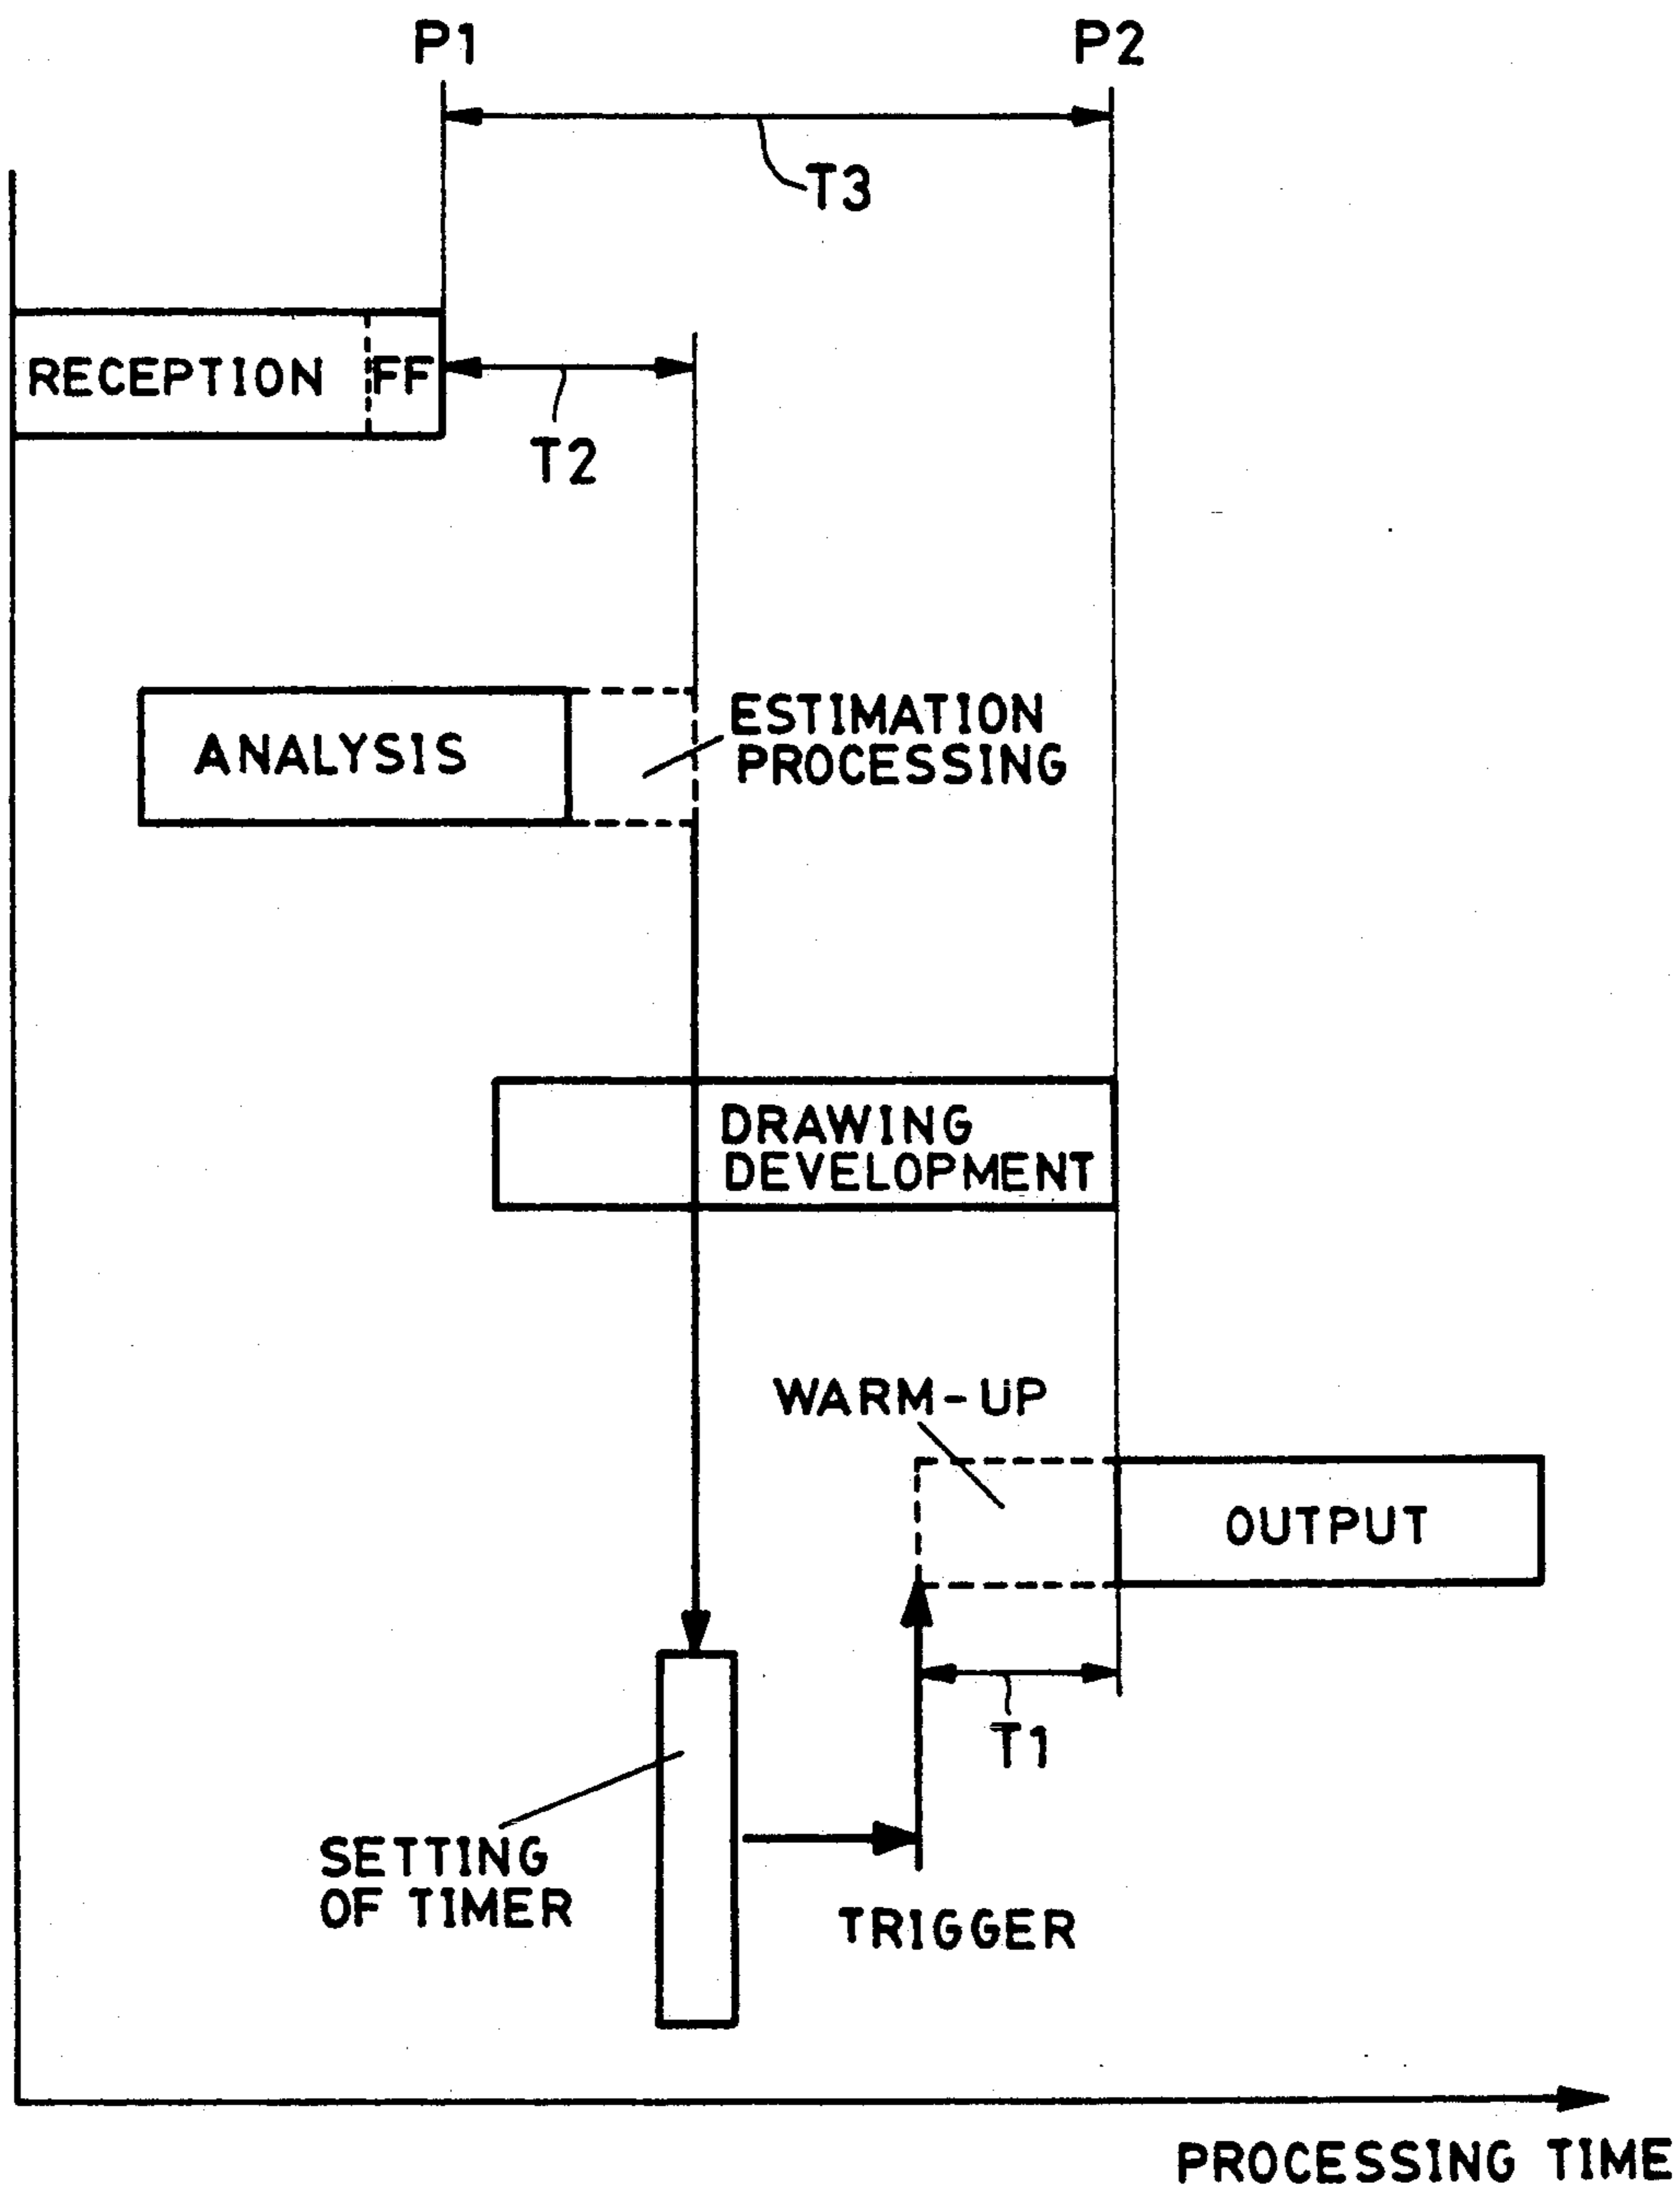 P1
P2
T3
RECEPTION FF
T2
ANALYSIS
ESTIMATION
PROCESSING
DRAWING
DEVELOPMENT
WARM-UP
OUTPUT
T1
SETTING
OF TIMER
TRIGGER
PROCESSING TIME